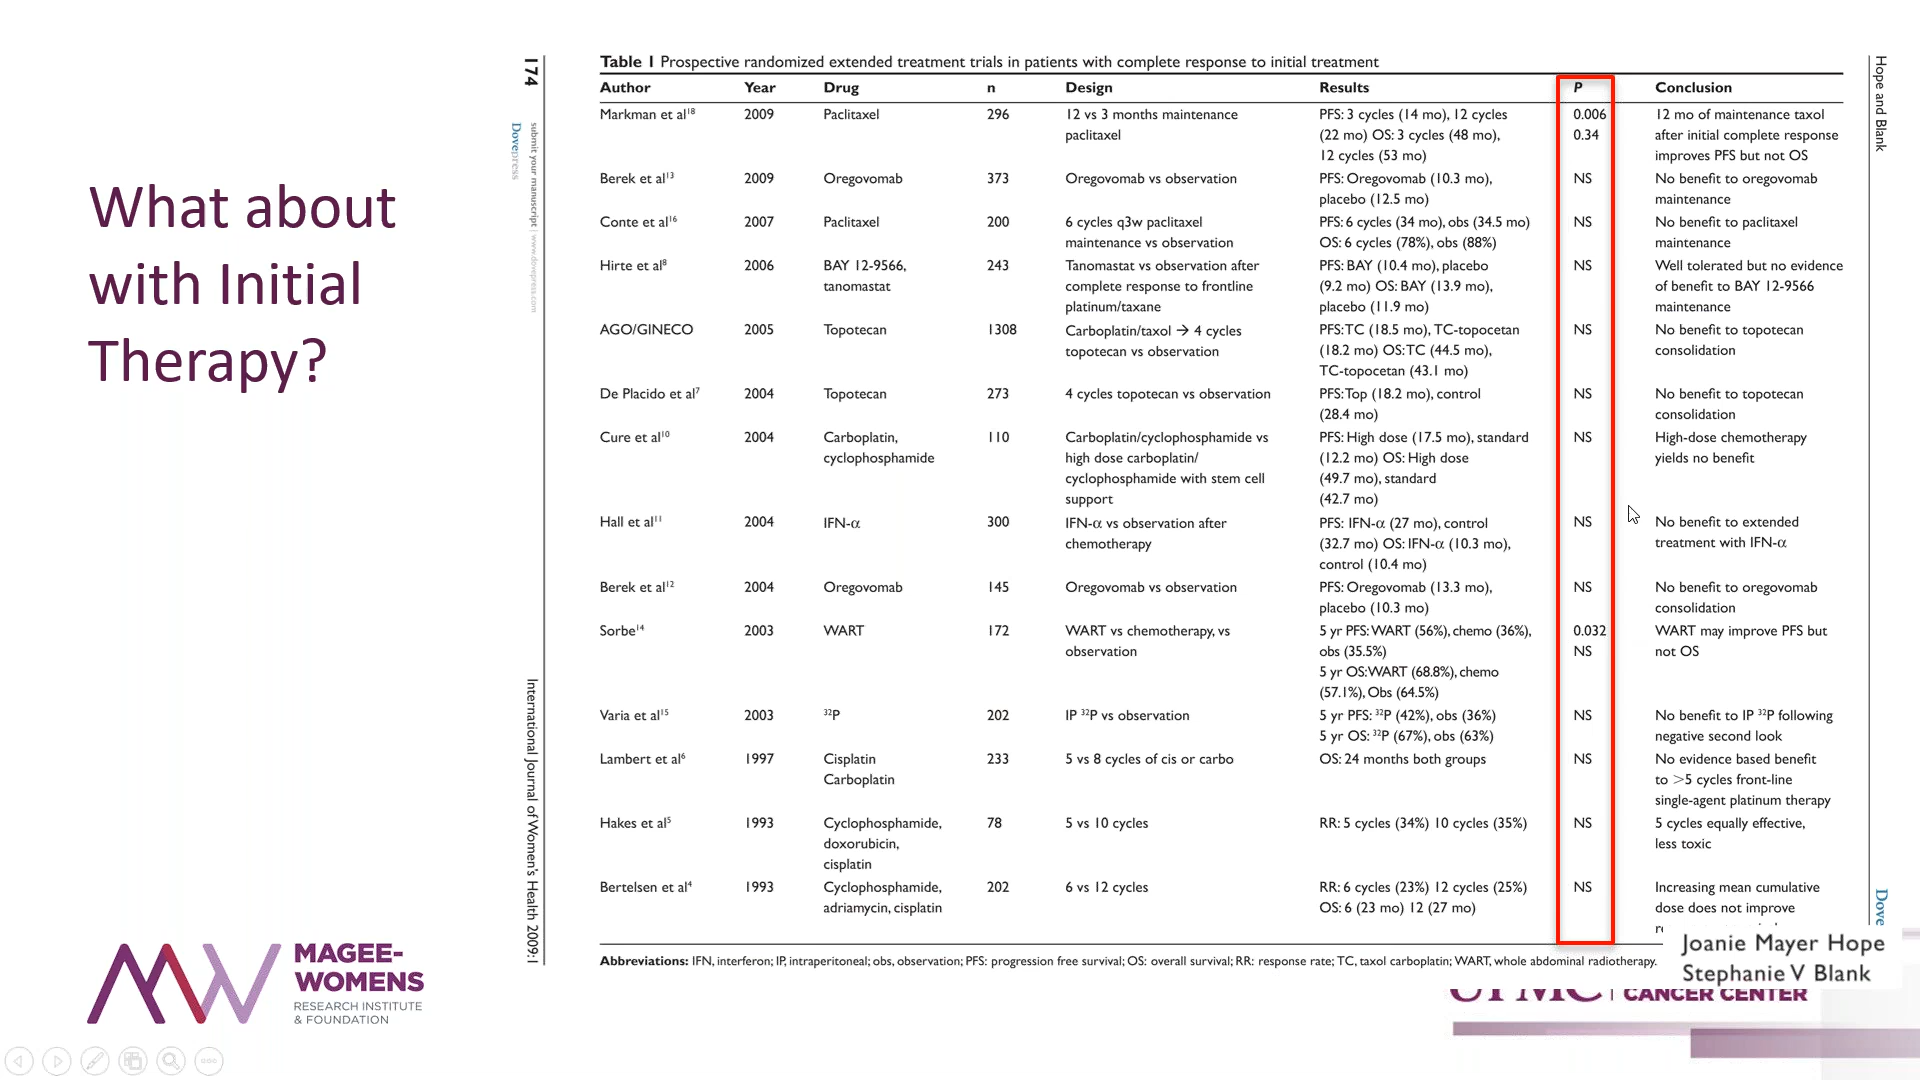 What about
with Initial
Therapy?
174
submit your manuscript | www.dovepress.com
Dovepress
International Journal of Women's Health 2009:1
Hope and Blank
Table 1 Prospective randomized extended treatment trials in patients with complete response to initial treatment
Author Year Drug n Design Results P Conclusion
Markman et al18 2009 Paclitaxel 296 12 vs 3 months maintenance PFS: 3 cycles (14 mo), 12 cycles 0.006 12 mo of maintenance taxol
paclitaxel (22 mo) OS: 3 cycles (48 mo), 0.34 after initial complete response
12 cycles (53 mo) improves PFS but not OS
Berek et al13 2009 Oregovomab 373 Oregovomab vs observation PFS: Oregovomab (10.3 mo), NS No benefit to oregovomab
placebo (12.5 mo) maintenance
Conte et al16 2007 Paclitaxel 200 6 cycles q3w paclitaxel PFS: 6 cycles (34 mo), obs (34.5 mo) NS No benefit to paclitaxel
maintenance vs observation OS: 6 cycles (78%), obs (88%) maintenance
Hirte et al8 2006 BAY 12-9566, 243 Tanomastat vs observation after PFS: BAY (10.4 mo), placebo NS Well tolerated but no evidence
tanomastat complete response to frontline (9.2 mo) OS: BAY (13.9 mo), of benefit to BAY 12-9566
platinum/taxane placebo (11.9 mo) maintenance
AGO/GINECO 2005 Topotecan 1308 Carboplatin/taxol → 4 cycles PFS: TC (18.5 mo), TC-topocetan NS No benefit to topotecan
topotecan vs observation (18.2 mo) OS: TC (44.5 mo), consolidation
TC-topocetan (43.1 mo)
De Placido et al7 2004 Topotecan 273 4 cycles topotecan vs observation PFS: Top (18.2 mo), control NS No benefit to topotecan
(28.4 mo) consolidation
Cure et al10 2004 Carboplatin, 110 Carboplatin/cyclophosphamide vs PFS: High dose (17.5 mo), standard NS High-dose chemotherapy
cyclophosphamide high dose carboplatin/ (12.2 mo) OS: High dose yields no benefit
cyclophosphamide with stem cell (49.7 mo), standard
support (42.7 mo)
Hall et al11 2004 IFN-α 300 IFN-α vs observation after PFS: IFN-α (27 mo), control NS No benefit to extended
chemotherapy (32.7 mo) OS: IFN-α (10.3 mo), treatment with IFN-α
control (10.4 mo)
Berek et al12 2004 Oregovomab 145 Oregovomab vs observation PFS: Oregovomab (13.3 mo), NS No benefit to oregovomab
placebo (10.3 mo) consolidation
Sorbe14 2003 WART 172 WART vs chemotherapy, vs 5 yr PFS: WART (56%), chemo (36%), 0.032 WART may improve PFS but
observation obs (35.5%) NS not OS
5 yr OS: WART (68.8%), chemo
(57.1%), Obs (64.5%)
Varia et al15 2003 32P 202 IP 32P vs observation 5 yr PFS: 32P (42%), obs (36%) NS No benefit to IP 32P following
5 yr OS: 32P (67%), obs (63%) negative second look
Lambert et al6 1997 Cisplatin 233 5 vs 8 cycles of cis or carbo OS: 24 months both groups NS No evidence based benefit
Carboplatin to >5 cycles front-line
single-agent platinum therapy
Hakes et al5 1993 Cyclophosphamide, 78 5 vs 10 cycles RR: 5 cycles (34%) 10 cycles (35%) NS 5 cycles equally effective,
doxorubicin, less toxic
cisplatin
Bertelsen et al4 1993 Cyclophosphamide, 202 6 vs 12 cycles RR: 6 cycles (23%) 12 cycles (25%) NS Increasing mean cumulative
adriamycin, cisplatin OS: 6 (23 mo) 12 (27 mo) dose does not improve
Abbreviations: IFN, interferon; IP, intraperitoneal; obs, observation; PFS: progression free survival; OS: overall survival; RR: response rate; TC, taxol carboplatin; WART, whole abdominal radiotherapy.
Dove
Joanie Mayer Hope
Stephanie V Blank
MW
MAGEE-
WOMENS
RESEARCH INSTITUTE
& FOUNDATION
UPMC | CANCER CENTER